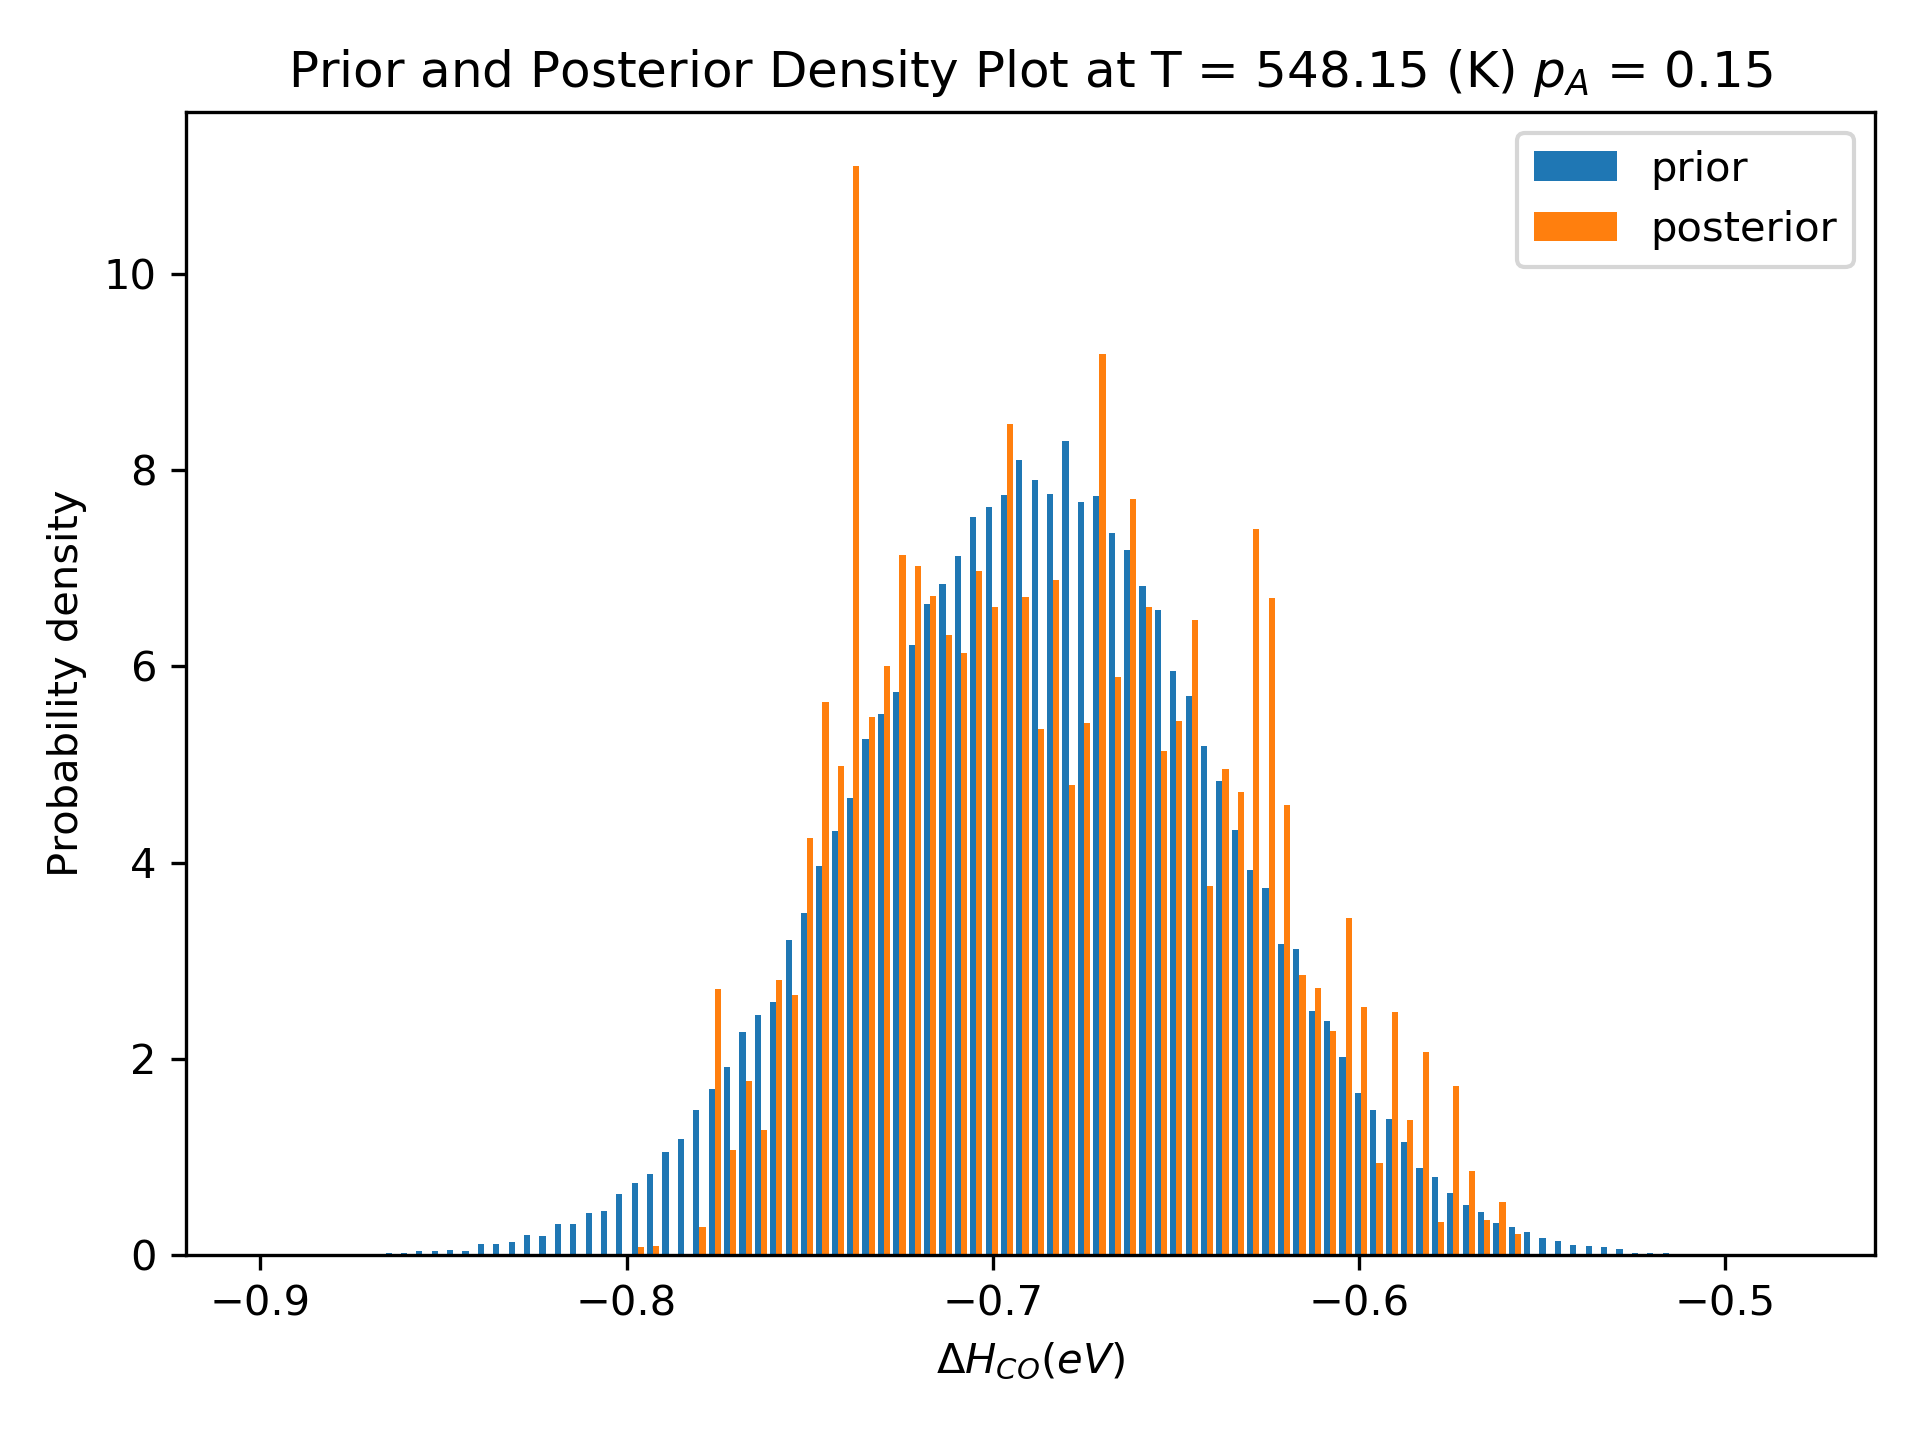 Prior and Posterior Density Plot at T = 548.15 (K) p_A = 0.15
prior
posterior
10
8
6
4
2
0
Probability density
−0.9 −0.8 −0.7 −0.6 −0.5
ΔH_CO(eV)